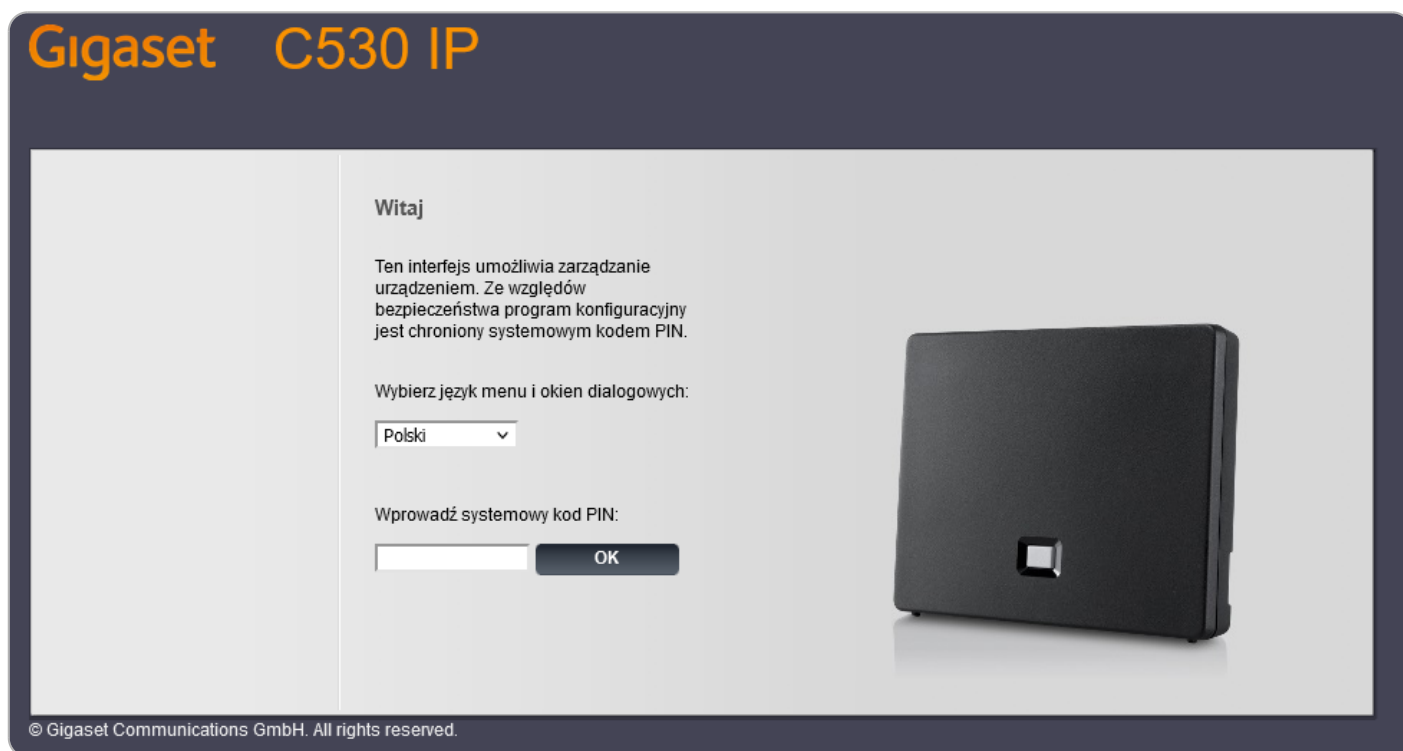 Gigaset C530 IP
Witaj
Ten interfejs umożliwia zarządzanie
urządzeniem. Ze względów
bezpieczeństwa program konfiguracyjny
jest chroniony systemowym kodem PIN.
Wybierz język menu i okien dialogowych:
Polski
Wprowadź systemowy kod PIN:
OK
© Gigaset Communications GmbH. All rights reserved.